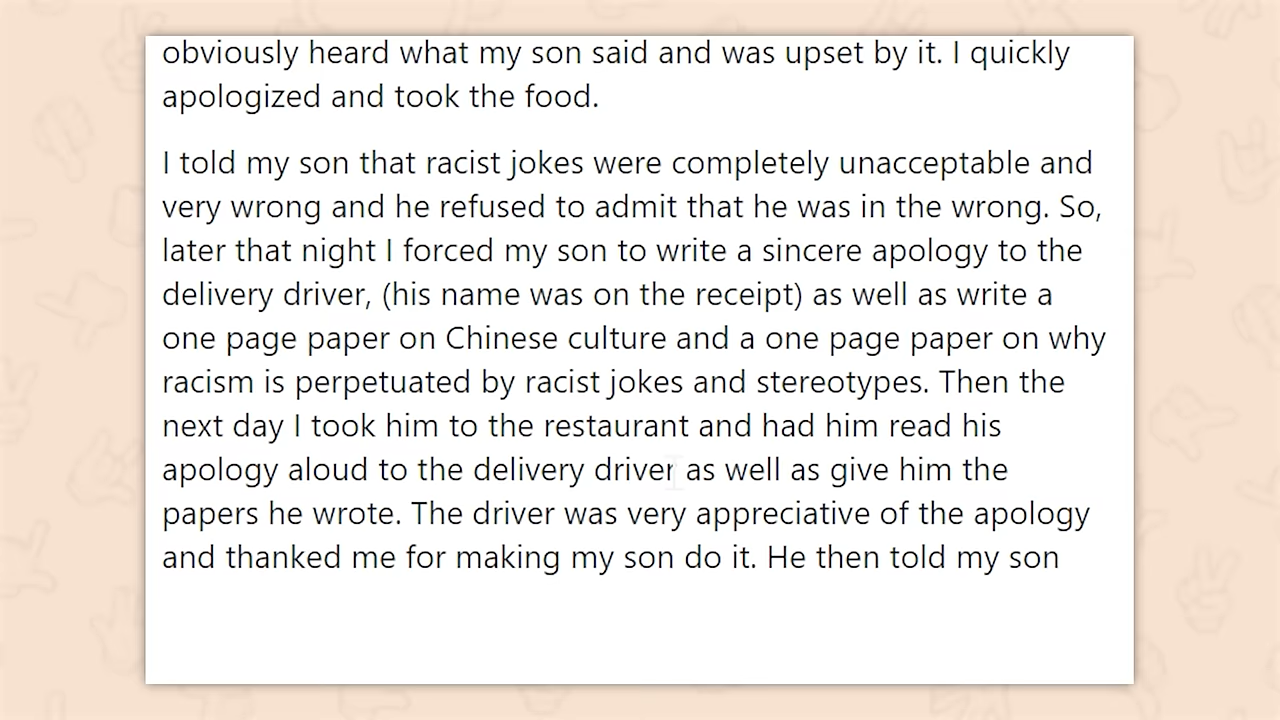 obviously heard what my son said and was upset by it. I quickly
apologized and took the food.
I told my son that racist jokes were completely unacceptable and
very wrong and he refused to admit that he was in the wrong. So,
later that night I forced my son to write a sincere apology to the
delivery driver, (his name was on the receipt) as well as write a
one page paper on Chinese culture and a one page paper on why
racism is perpetuated by racist jokes and stereotypes. Then the
next day I took him to the restaurant and had him read his
apology aloud to the delivery driver as well as give him the
papers he wrote. The driver was very appreciative of the apology
and thanked me for making my son do it. He then told my son